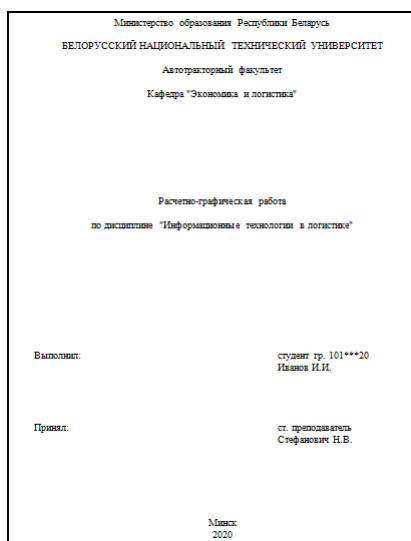 Министерство образования Республики Беларусь
БЕЛОРУССКИЙ НАЦИОНАЛЬНЫЙ ТЕХНИЧЕСКИЙ УНИВЕРСИТЕТ
Автотракторный факультет
Кафедра "Экономика и логистика"
Расчетно-графическая работа
по дисциплине "Информационные технологии в логистике"
Выполнил: студент гр. 101***20
Иванов И.И.
Принял: ст. преподаватель
Стефанович Н.В.
Минск
2020